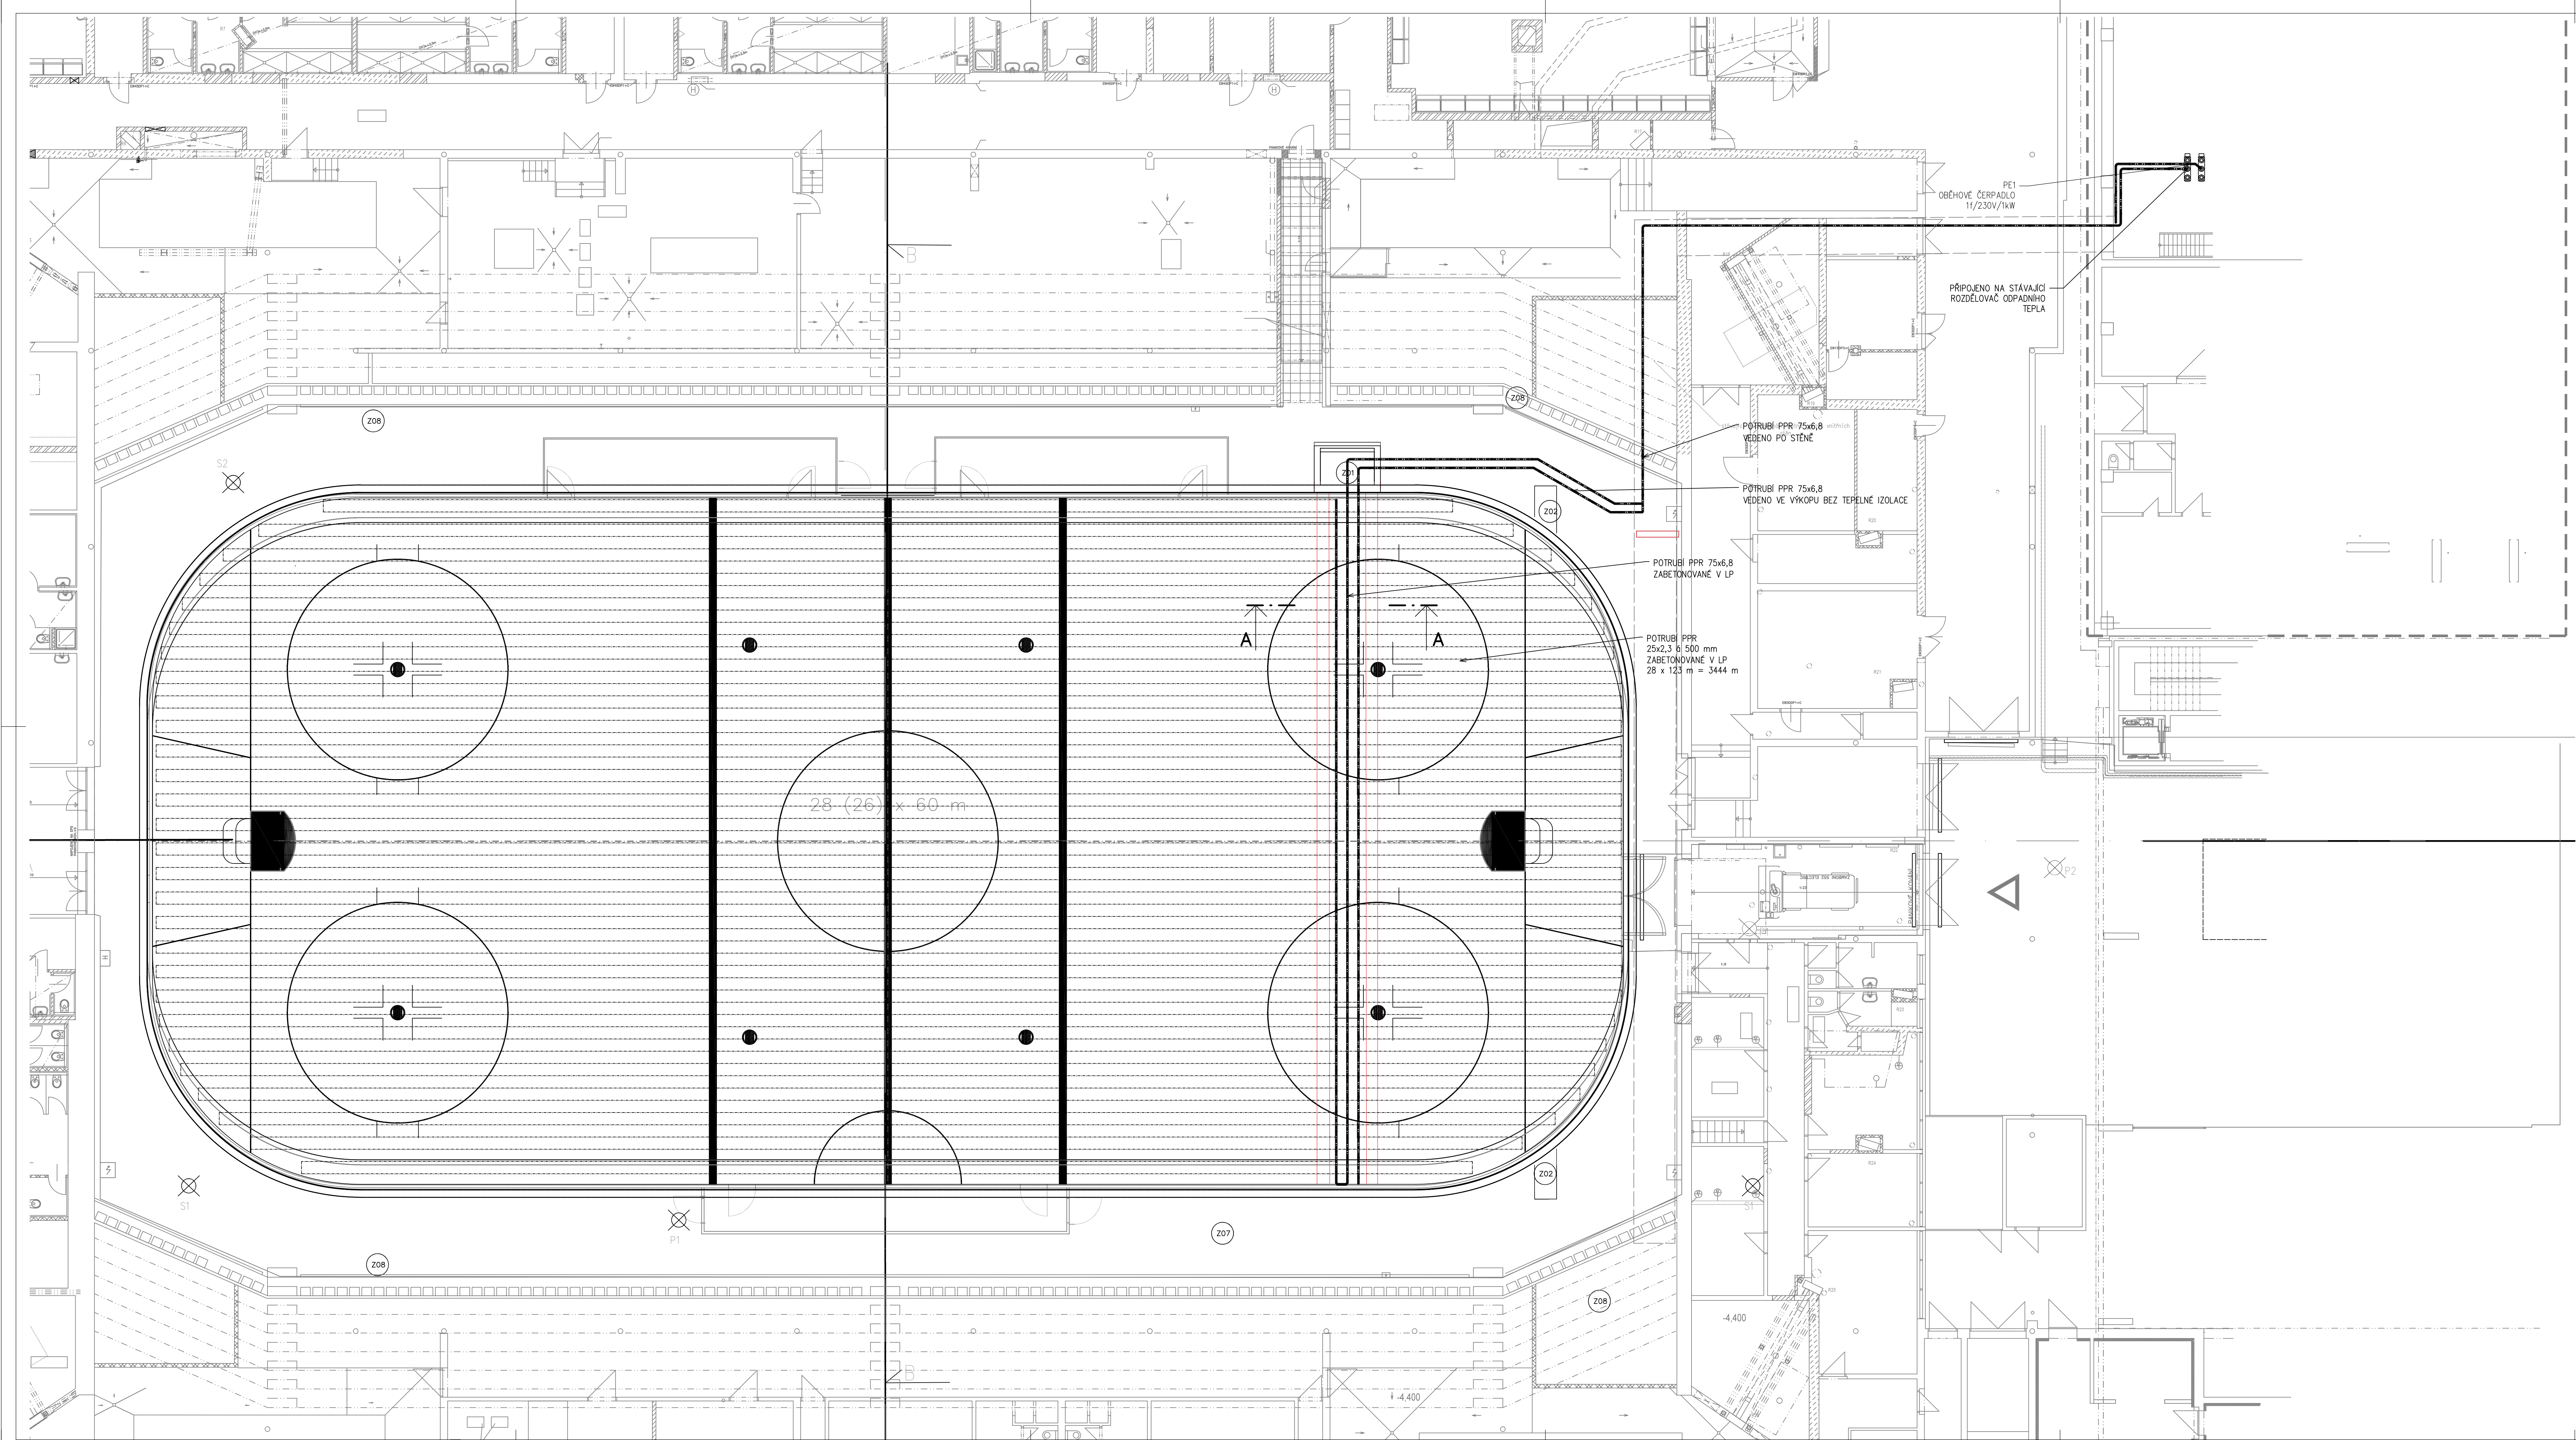 H
H
PE1
OBĚHOVÉ ČERPADLO
1f/230V/1kW
B
PŘIPOJENO NA STÁVAJÍCÍ
ROZDĚLOVAČ ODPADNÍHO
TEPLA
Z08
Z08
POTRUBÍ PPR 75x6,8
VEDENO PO STĚNĚ
S2
Z01
POTRUBÍ PPR 75x6,8
VEDENO VE VÝKOPU BEZ TEPELNÉ IZOLACE
Z02
R20
POTRUBÍ PPR 75x6,8
ZABETONOVANÉ V LP
A
A
POTRUBÍ PPR
25x2,3 á 500 mm
ZABETONOVANÉ V LP
28 x 123 m = 3444 m
R21
28 (26) x 60 m
P2
Z02
S1
S1
P1
Z07
Z08
Z08
R24
-4,400
B
-4,400